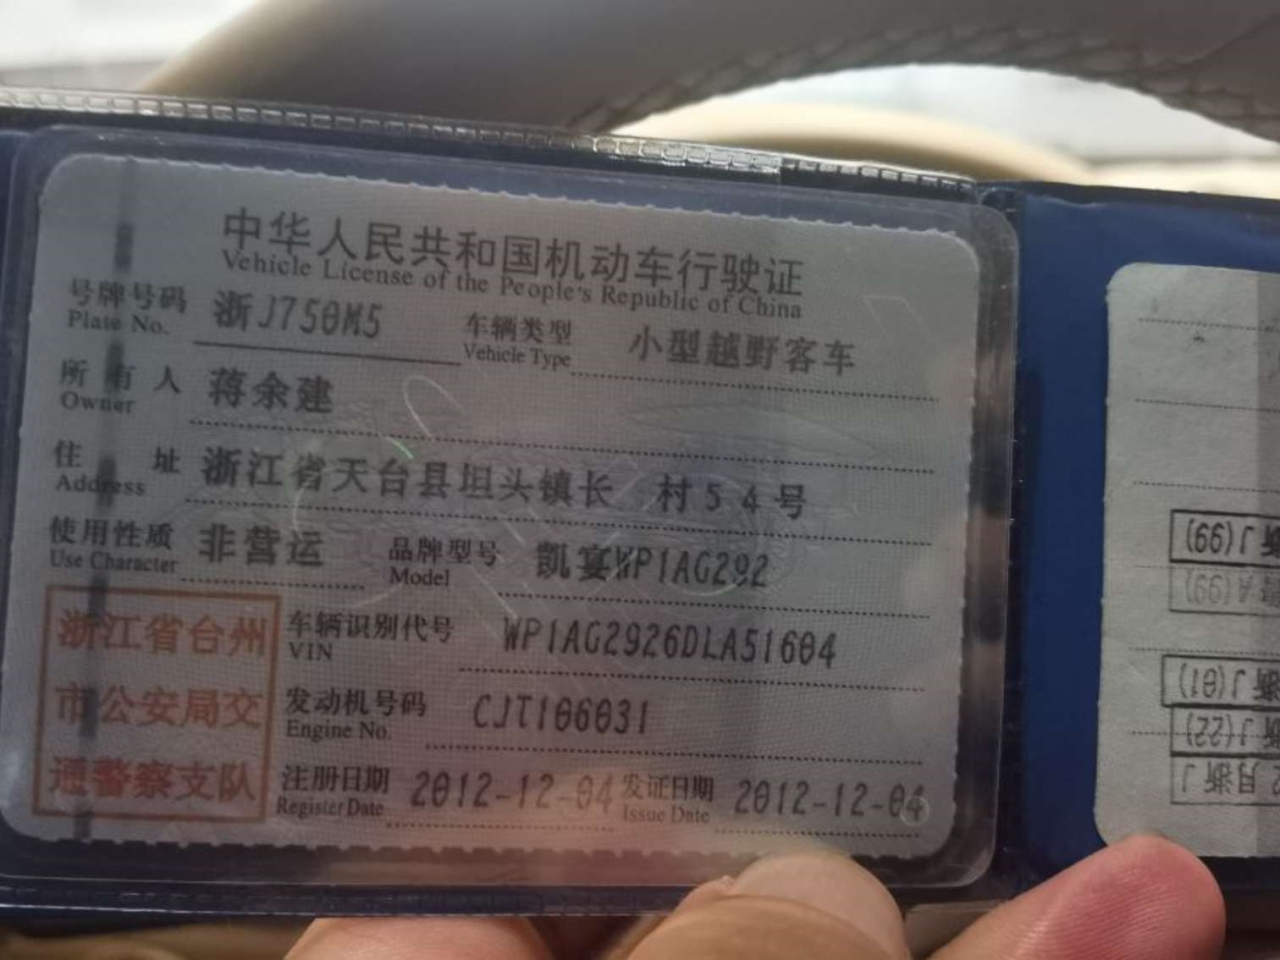 中华人民共和国机动车行驶证
Vehicle License of the People's Republic of China
号牌号码 浙J750M5 车辆类型 小型越野客车
Plate No. Vehicle Type
所有人 蒋余建
Owner
住址 浙江省天台县坦头镇长 村54号
Address
使用性质 非营运 品牌型号 凯宴WP1AG292
Use Character Model
浙江省台州
市公安局交
通警察支队
车辆识别代号 WP1AG2926DLA51604
VIN
发动机号码 CJT106031
Engine No.
注册日期 2012-12-04 发证日期 2012-12-04
Register Date Issue Date